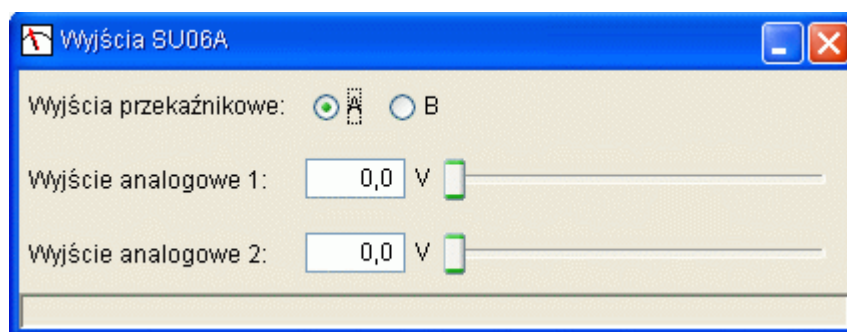 Wyjścia SU06A
Wyjścia przekaźnikowe: A B
Wyjście analogowe 1: 0,0 V
Wyjście analogowe 2: 0,0 V